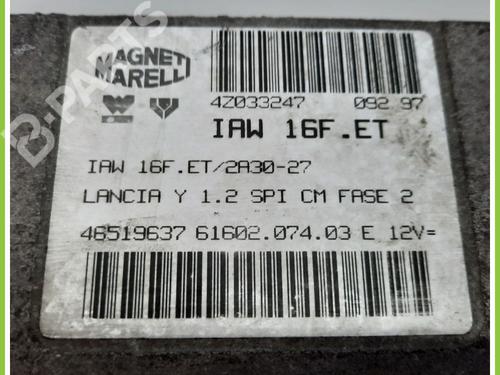 MAGNETI
MARELLI
4Z033247 092 97
IAW 16F.ET
IAW 16F.ET/2A30-27
LANCIA Y 1.2 SPI CM FASE 2
46519637 61602.074.03 E 12V=
B-PARTS